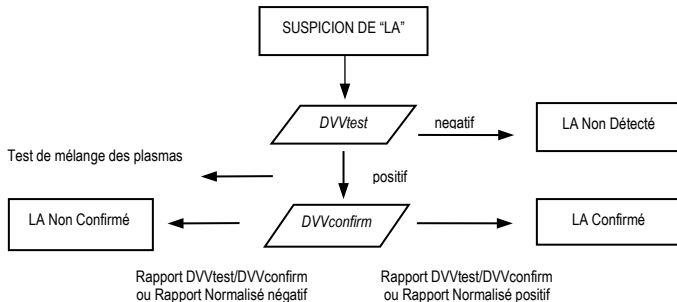 SUSPICION DE “LA”
DVVtest
negatif
LA Non Détecté
Test de mélange des plasmas
positif
LA Non Confirmé
DVVconfirm
LA Confirmé
Rapport DVVtest/DVVconfirm
ou Rapport Normalisé négatif
Rapport DVVtest/DVVconfirm
ou Rapport Normalisé positif